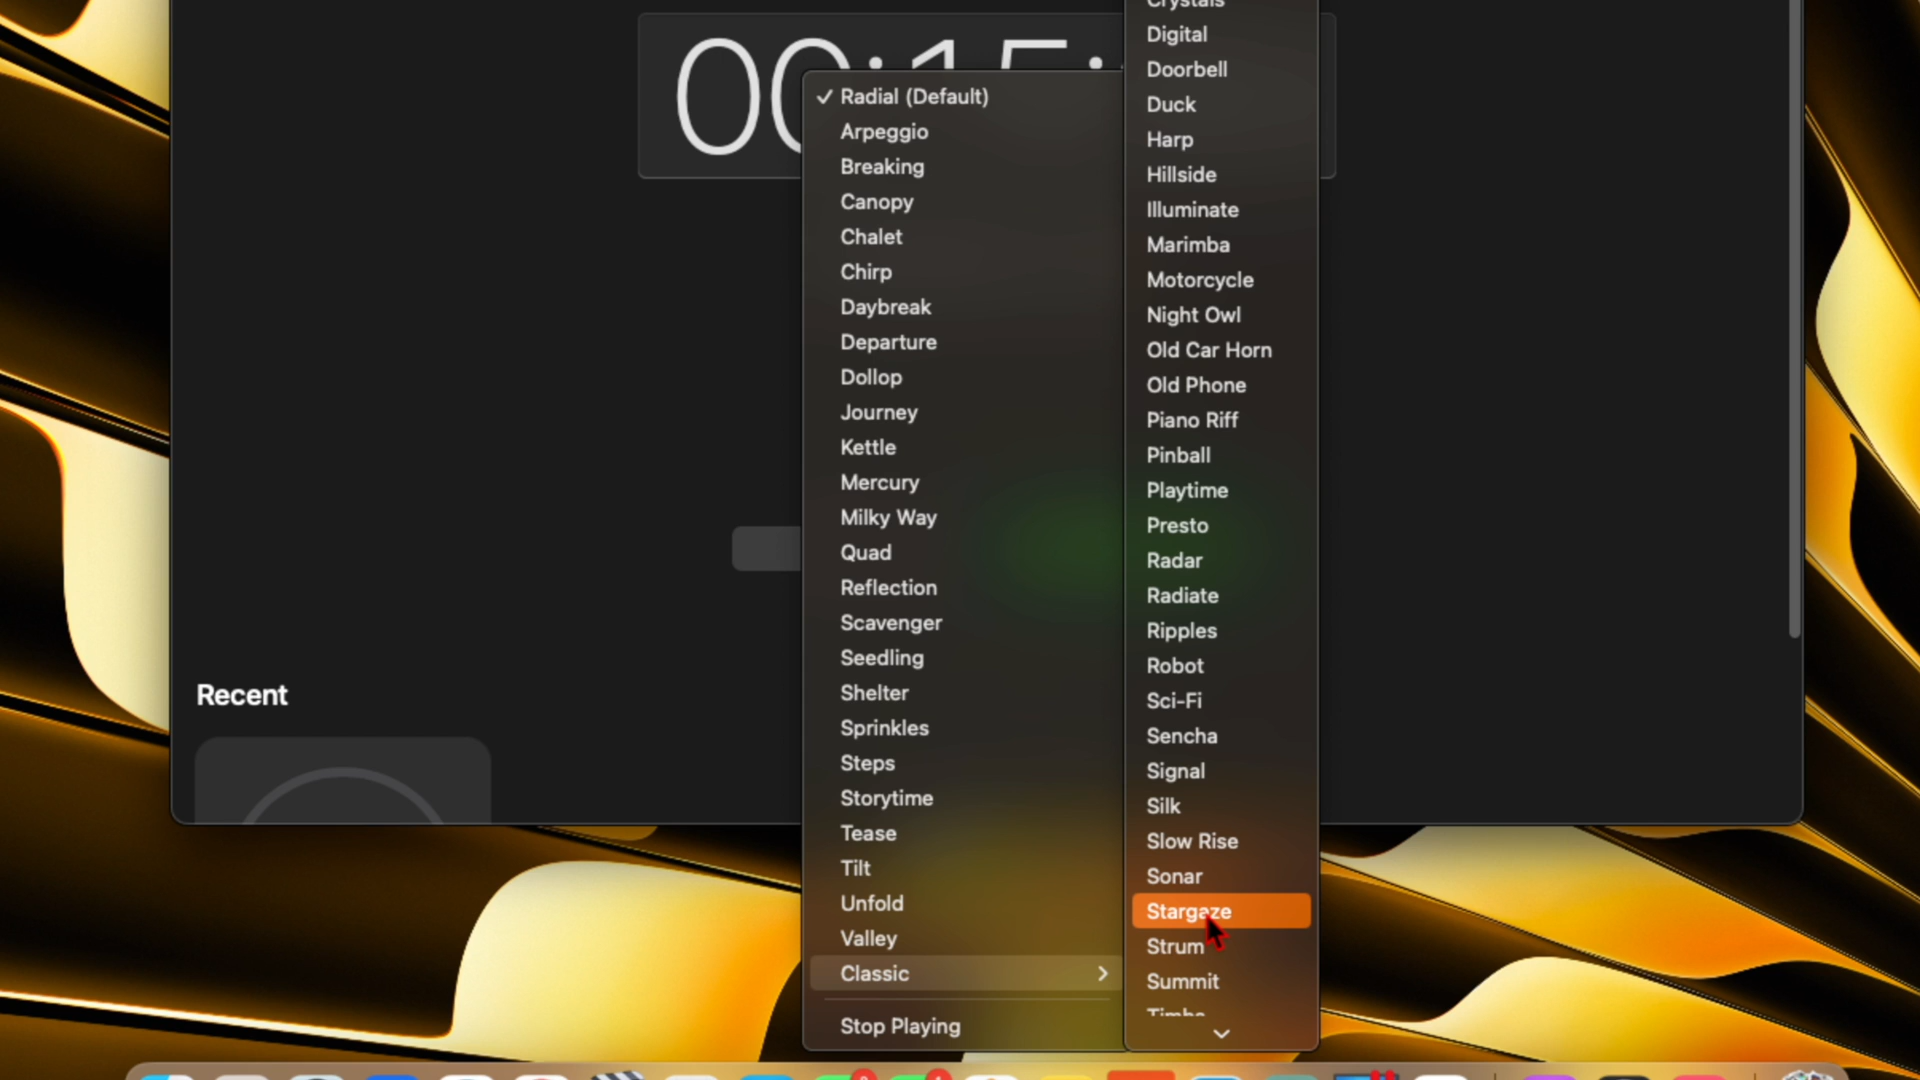 00:15:
✓ Radial (Default)
Arpeggio
Breaking
Canopy
Chalet
Chirp
Daybreak
Departure
Dollop
Journey
Kettle
Mercury
Milky Way
Quad
Reflection
Scavenger
Seedling
Shelter
Sprinkles
Steps
Storytime
Tease
Tilt
Unfold
Valley
Classic
Stop Playing
Crystals
Digital
Doorbell
Duck
Harp
Hillside
Illuminate
Marimba
Motorcycle
Night Owl
Old Car Horn
Old Phone
Piano Riff
Pinball
Playtime
Presto
Radar
Radiate
Ripples
Robot
Sci-Fi
Sencha
Signal
Silk
Slow Rise
Sonar
Stargaze
Strum
Summit
Recent